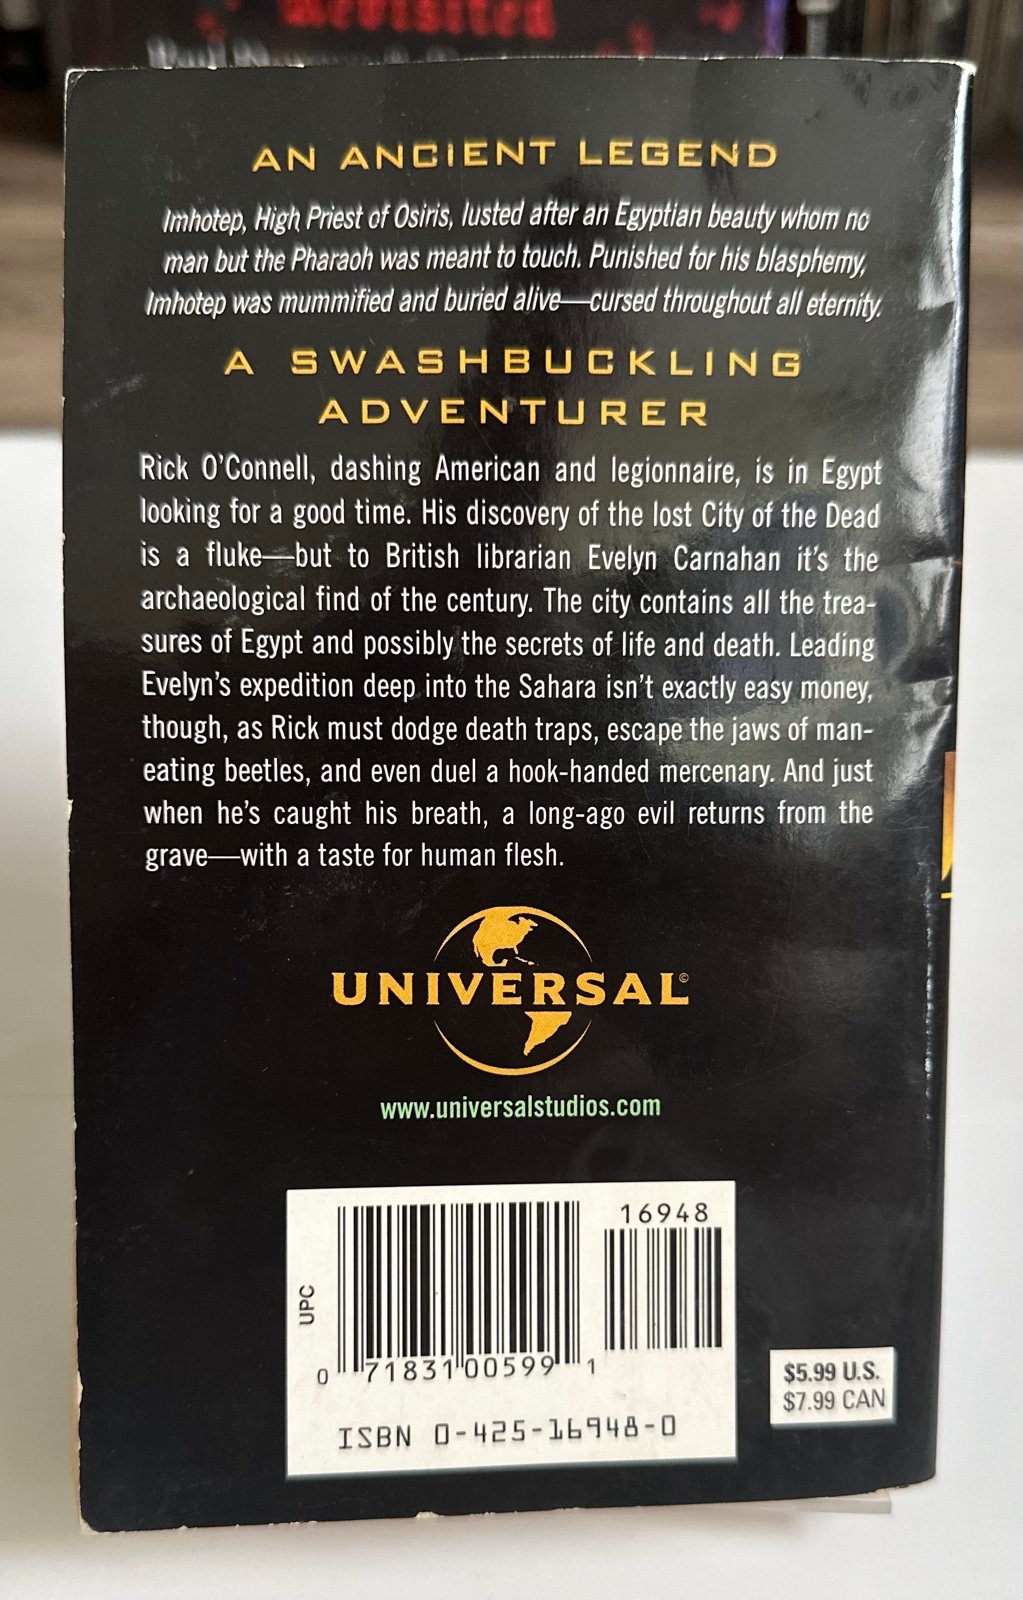 Revisited
AN ANCIENT LEGEND
Imhotep, High Priest of Osiris, lusted after an Egyptian beauty whom no
man but the Pharaoh was meant to touch. Punished for his blasphemy,
Imhotep was mummified and buried alive—cursed throughout all eternity.
A SWASHBUCKLING
ADVENTURER
Rick O'Connell, dashing American and legionnaire, is in Egypt
looking for a good time. His discovery of the lost City of the Dead
is a fluke—but to British librarian Evelyn Carnahan it's the
archaeological find of the century. The city contains all the trea-
sures of Egypt and possibly the secrets of life and death. Leading
Evelyn's expedition deep into the Sahara isn't exactly easy money,
though, as Rick must dodge death traps, escape the jaws of man-
eating beetles, and even duel a hook-handed mercenary. And just
when he's caught his breath, a long-ago evil returns from the
grave—with a taste for human flesh.
UNIVERSAL©
www.universalstudios.com
16948
UPC
0 71831 00599 1
ISBN 0-425-16948-0
$5.99 U.S.
$7.99 CAN